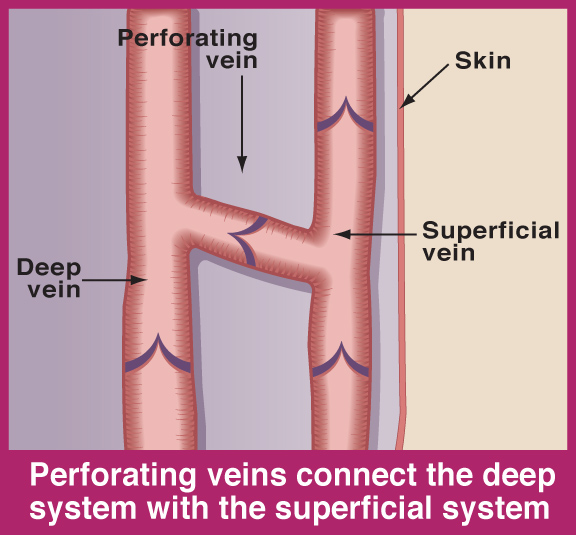 Perforating
vein
Skin
Superficial
vein
Deep
vein
Perforating veins connect the deep
system with the superficial system